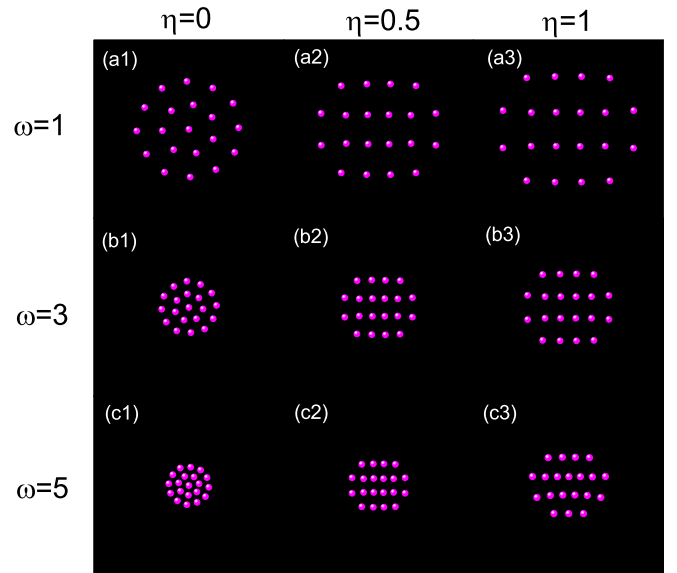 η=0 η=0.5 η=1
(a1) (a2) (a3)
ω=1
(b1) (b2) (b3)
ω=3
(c1) (c2) (c3)
ω=5